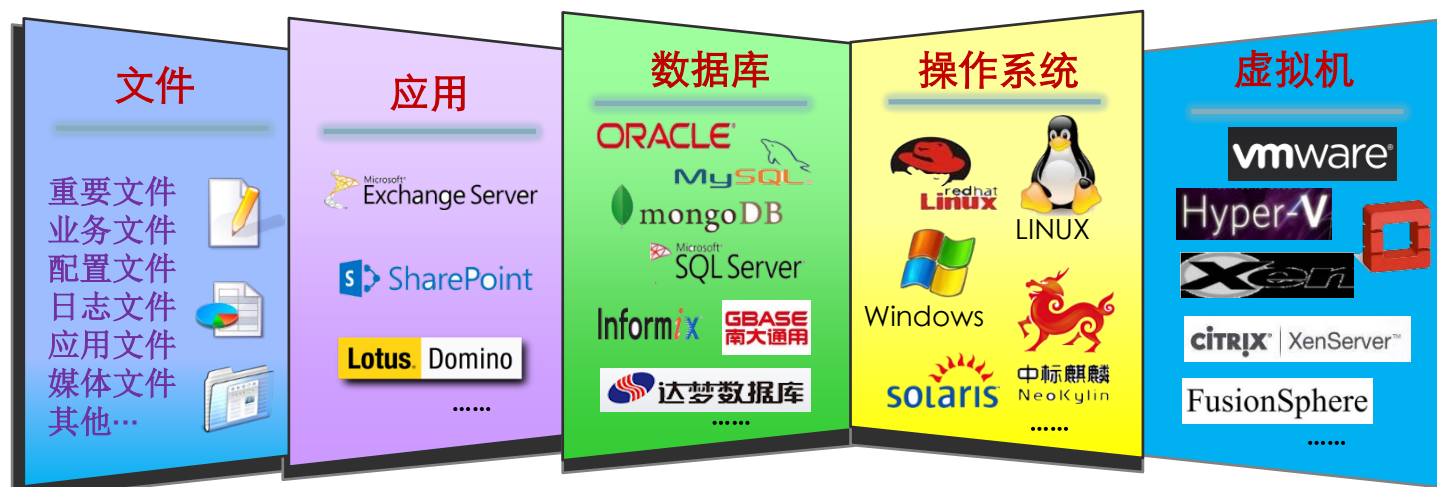 文件
重要文件
业务文件
配置文件
日志文件
应用文件
媒体文件
其他…
应用
Microsoft
Exchange Server
S SharePoint
Lotus. Domino
……
数据库
ORACLE
MySQL
mongoDB
Microsoft
SQL Server
Informix
GBASE
南大通用
达梦数据库
……
操作系统
redhat
Linux
LINUX
Windows
solaris
中标麒麟
NeoKylin
……
虚拟机
vmware
Hyper-V
Xen
CITRIX XenServer™
FusionSphere
……